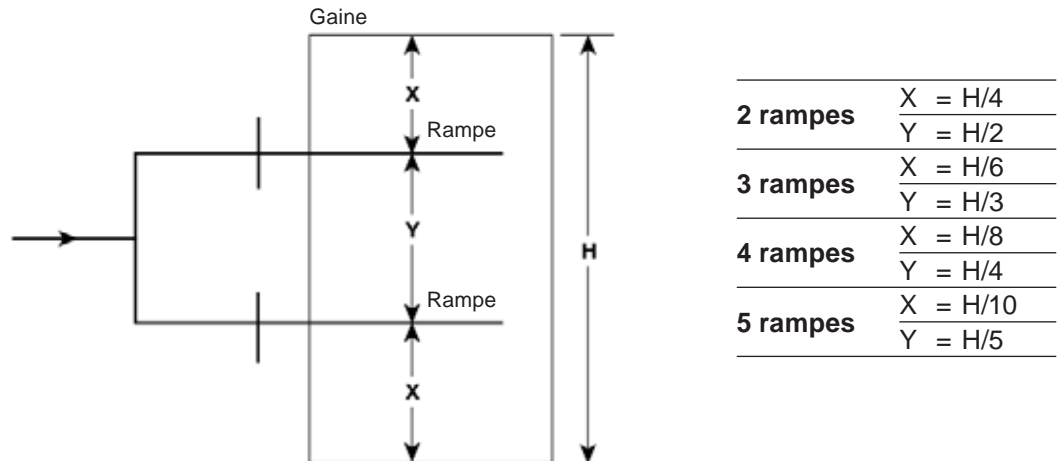 Gaine
X
Rampe
Y
H
Rampe
X
2 rampes
X = H/4
Y = H/2
3 rampes
X = H/6
Y = H/3
4 rampes
X = H/8
Y = H/4
5 rampes
X = H/10
Y = H/5